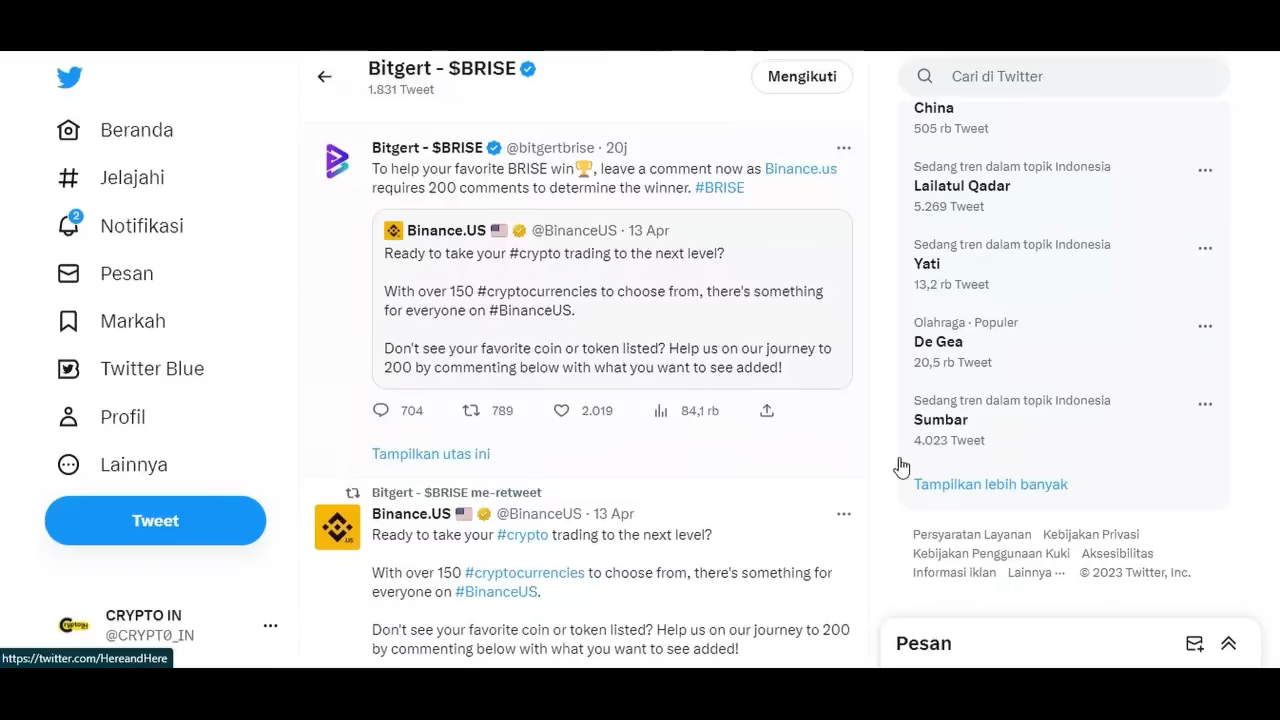 Bitgert - $BRISE
1.831 Tweet
Mengikuti
Cari di Twitter
Beranda
Jelajahi
2
Notifikasi
Pesan
Markah
Twitter Blue
Profil
Lainnya
Tweet
CRYPTO IN
@CRYPT0_IN
https://twitter.com/HereandHere
Bitgert - $BRISE @bitgertbrise · 20j
To help your favorite BRISE win🏆, leave a comment now as Binance.us
requires 200 comments to determine the winner. #BRISE
Binance.US 🇺🇸 @BinanceUS · 13 Apr
Ready to take your #crypto trading to the next level?
With over 150 #cryptocurrencies to choose from, there's something
for everyone on #BinanceUS.
Don't see your favorite coin or token listed? Help us on our journey to
200 by commenting below with what you want to see added!
704 789 2.019 84,1 rb
Tampilkan utas ini
Bitgert - $BRISE me-retweet
Binance.US 🇺🇸 @BinanceUS · 13 Apr
Ready to take your #crypto trading to the next level?
With over 150 #cryptocurrencies to choose from, there's something for
everyone on #BinanceUS.
Don't see your favorite coin or token listed? Help us on our journey to 200
by commenting below with what you want to see added!
China
505 rb Tweet
Sedang tren dalam topik Indonesia
Lailatul Qadar
5.269 Tweet
Sedang tren dalam topik Indonesia
Yati
13,2 rb Tweet
Olahraga · Populer
De Gea
20,5 rb Tweet
Sedang tren dalam topik Indonesia
Sumbar
4.023 Tweet
Tampilkan lebih banyak
Persyaratan Layanan Kebijakan Privasi
Kebijakan Penggunaan Kuki Aksesibilitas
Informasi iklan Lainnya ··· © 2023 Twitter, Inc.
Pesan